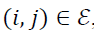 (i, j) ∈ ℰ,